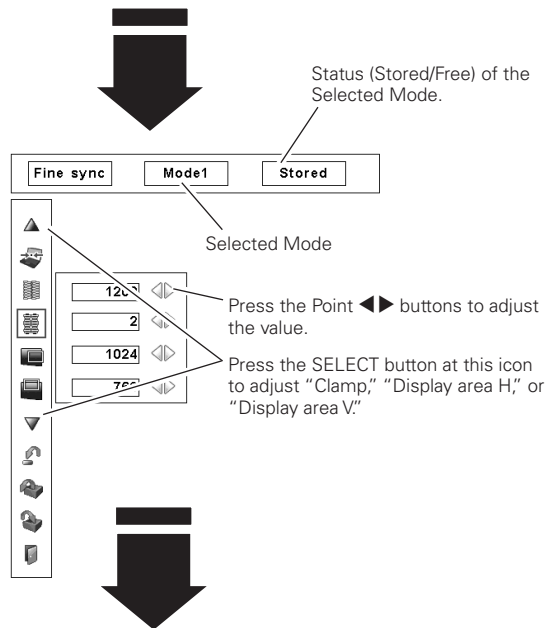 Status (Stored/Free) of the
Selected Mode.
Fine sync Mode1 Stored
Selected Mode
2
1024
Press the Point ◀▶ buttons to adjust
the value.
Press the SELECT button at this icon
to adjust “Clamp,” “Display area H,” or
“Display area V.”